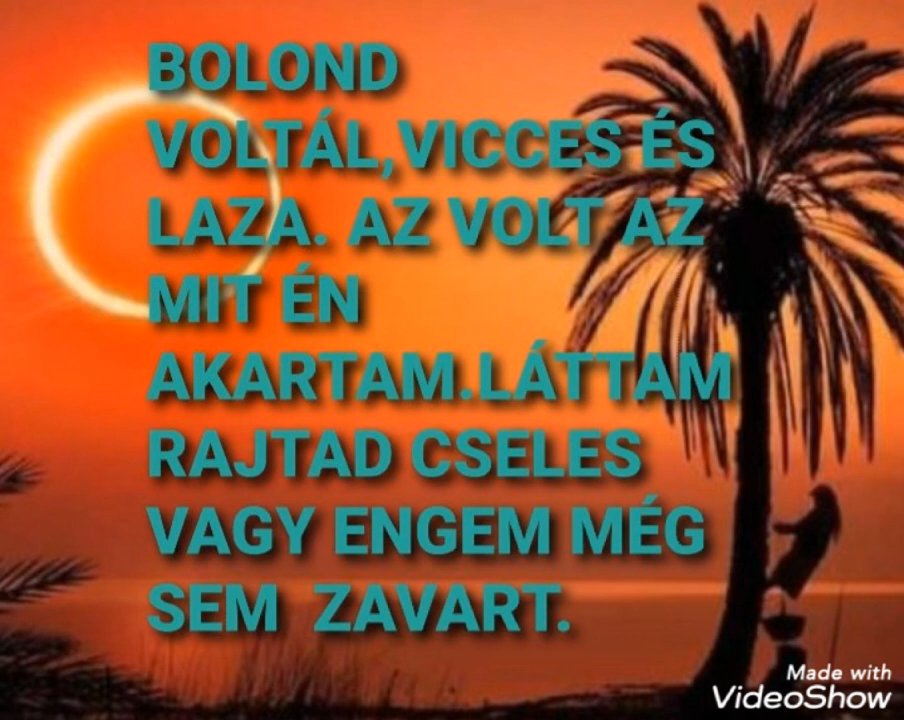 BOLOND
VOLTÁL,VICCES ÉS
LAZA. AZ VOLT AZ
MIT ÉN
AKARTAM.LÁTTAM
RAJTAD CSELES
VAGY ENGEM MÉG
SEM ZAVART.
Made with
VideoShow